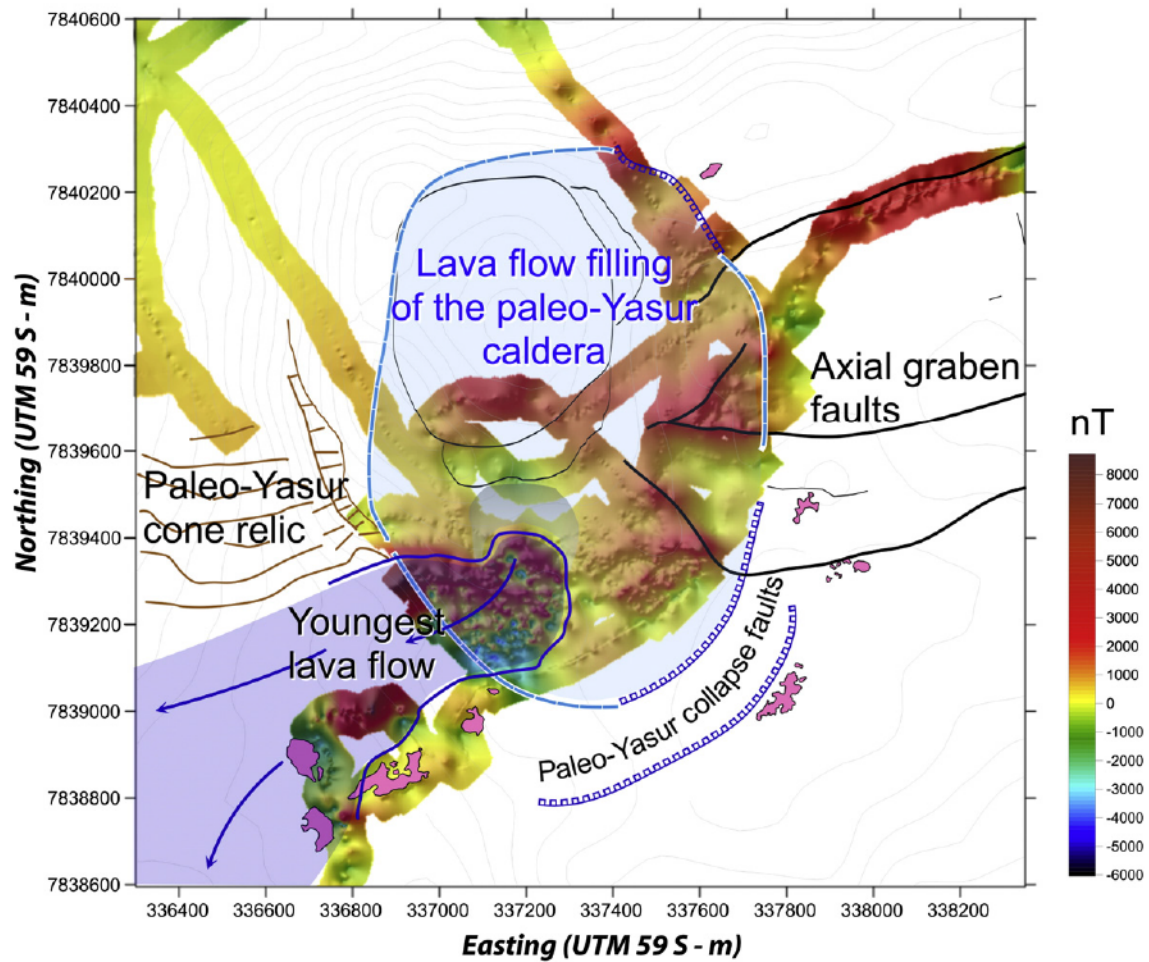 7840600
7840400
7840200
7840000
7839800
7839600
7839400
7839200
7839000
7838800
7838600
Northing (UTM 59 S - m)
Lava flow filling
of the paleo-Yasur
caldera
Axial graben
faults
Paleo-Yasur
cone relic
Youngest
lava flow
Paleo-Yasur collapse faults
nT
8000
7000
6000
5000
4000
3000
2000
1000
0
-1000
-2000
-3000
-4000
-5000
-6000
336400 336600 336800 337000 337200 337400 337600 337800 338000 338200
Easting (UTM 59 S - m)